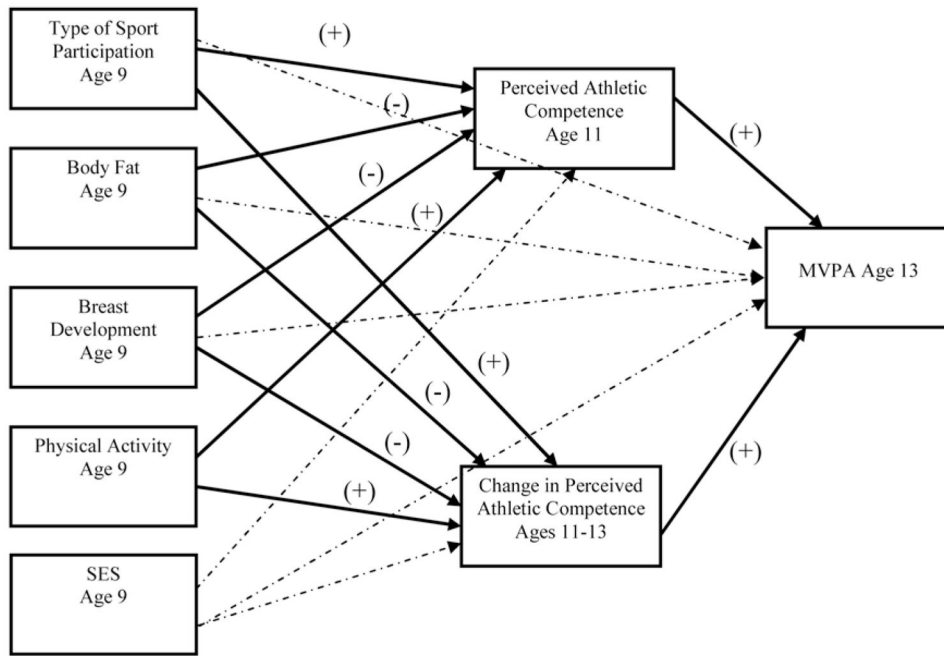 Type of Sport
Participation
Age 9
(+)
Perceived Athletic
Competence
Age 11
(-)
Body Fat
Age 9
(-)
(+)
(+)
MVPA Age 13
Breast
Development
Age 9
(+)
(-)
(-)
Physical Activity
Age 9
(+)
(+)
Change in Perceived
Athletic Competence
Ages 11-13
SES
Age 9